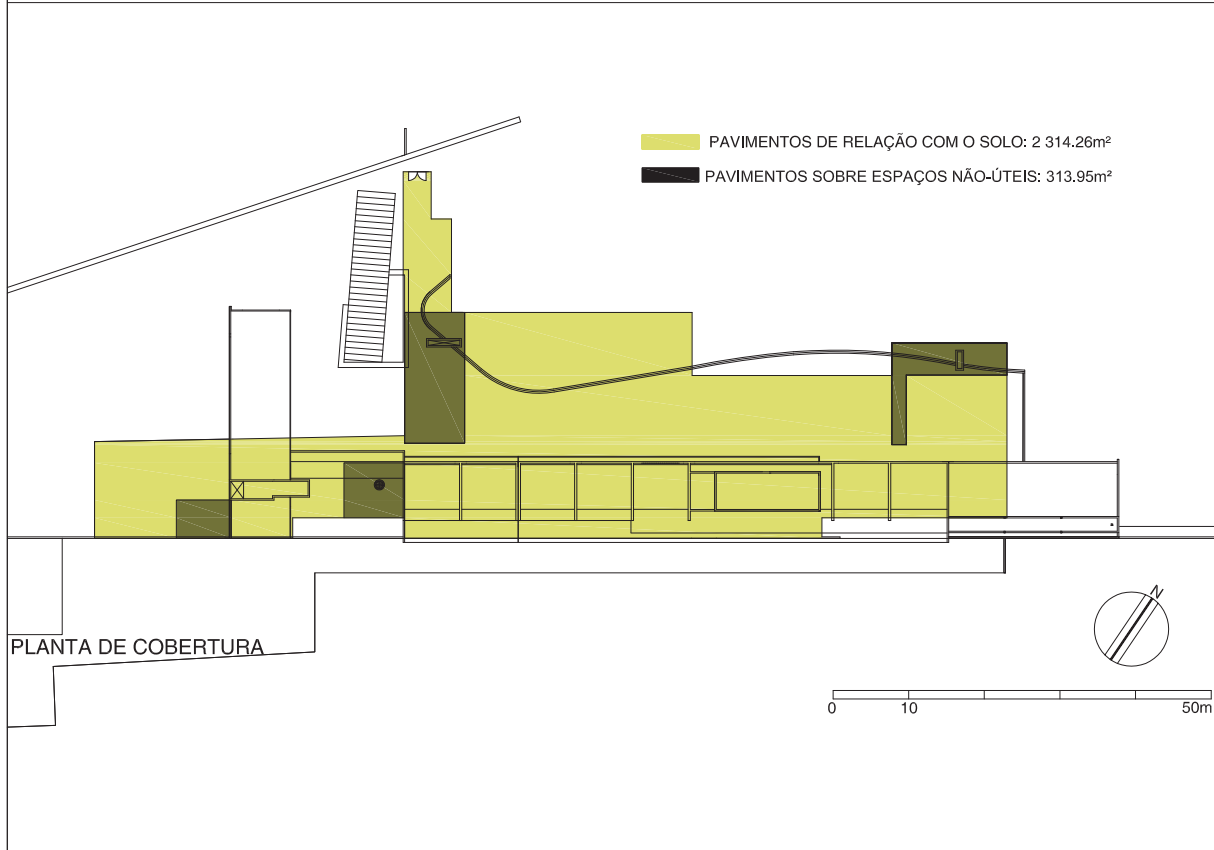 PAVIMENTOS DE RELAÇÃO COM O SOLO: 2 314.26m²
PAVIMENTOS SOBRE ESPAÇOS NÃO-ÚTEIS: 313.95m²
N
PLANTA DE COBERTURA
0 10 50m